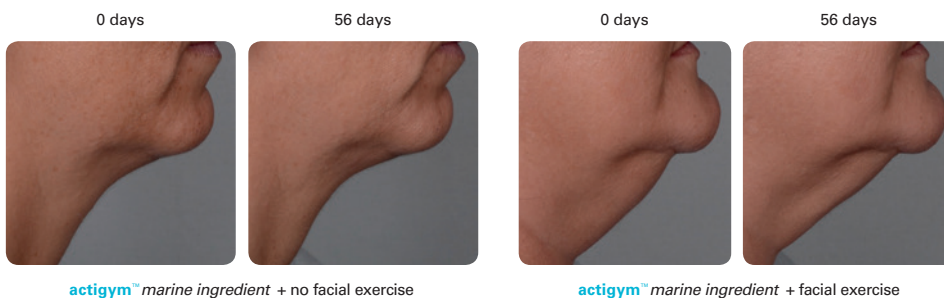 0 days
56 days
0 days
56 days
actigym™ marine ingredient + no facial exercise
actigym™ marine ingredient + facial exercise